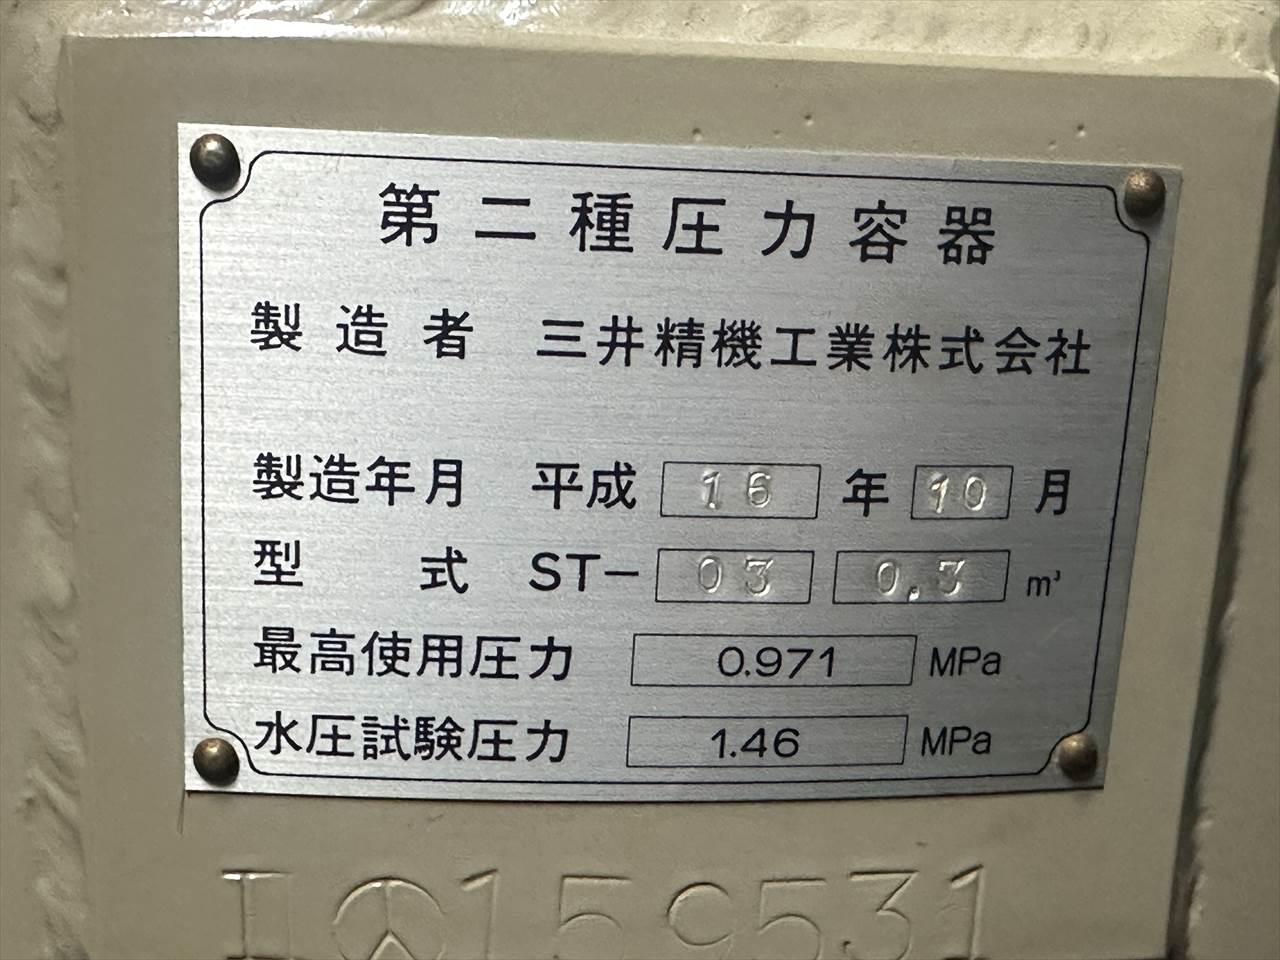 第二種圧力容器
製造者 三井精機工業株式会社
製造年月 平成 16 年 10 月
型式 ST-03 0.3 m³
最高使用圧力 0.971 MPa
水圧試験圧力 1.46 MPa
159531